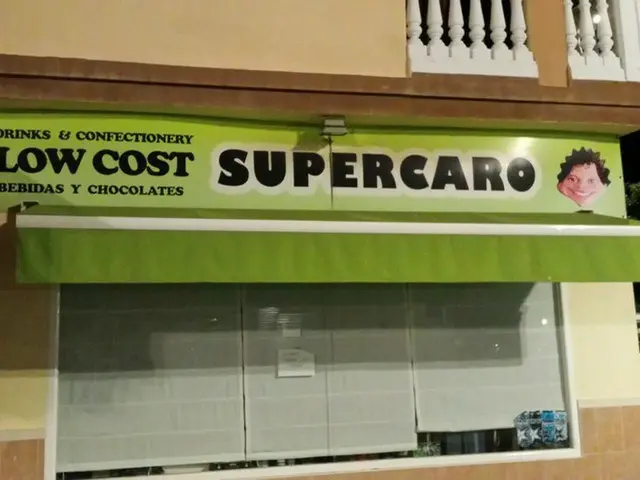 DRINKS & CONFECTIONERY
LOW COST
BEBIDAS Y CHOCOLATES
SUPERCARO